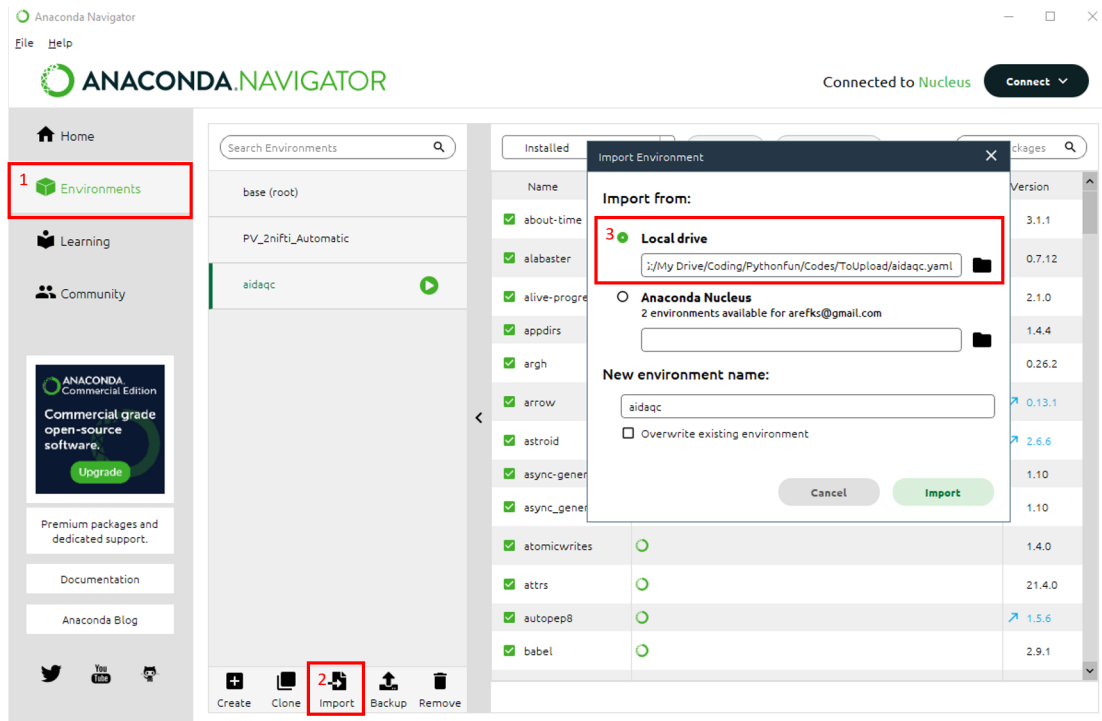 Anaconda Navigator
File Help
ANACONDA.NAVIGATOR
Connected to Nucleus
Connect
Home
1
Environments
Learning
Community
ANACONDA.
Commercial Edition
Commercial grade
open-source
software.
Upgrade
Premium packages and
dedicated support.
Documentation
Anaconda Blog
You
Tube
Search Environments
base (root)
PV_2nifti_Automatic
aidaqc
2
Create Clone Import Backup Remove
Installed
ckages
Name Version
about-time 3.1.1
alabaster 0.7.12
alive-progre 2.1.0
appdirs 1.4.4
argh 0.26.2
arrow 0.13.1
astroid 2.6.6
async-gener 1.10
async_gener 1.10
atomicwrites 1.4.0
attrs 21.4.0
autopep8 1.5.6
babel 2.9.1
Import Environment
Import from:
3
Local drive
:/My Drive/Coding/Pythonfun/Codes/ToUpload/aidaqc.yaml
Anaconda Nucleus
2 environments available for arefks@gmail.com
New environment name:
aidaqc
Overwrite existing environment
Cancel Import